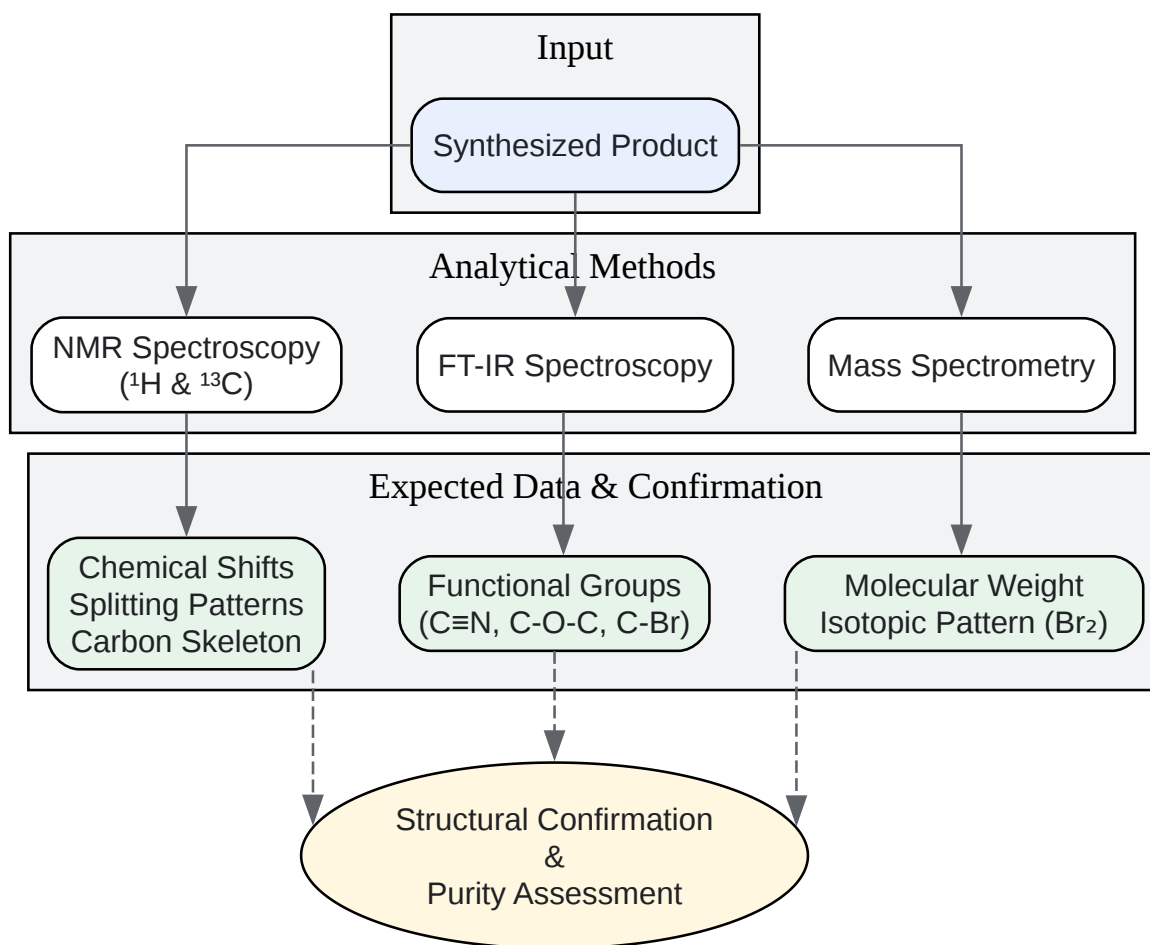 Input
Synthesized Product
Analytical Methods
NMR Spectroscopy
(¹H & ¹³C)
FT-IR Spectroscopy
Mass Spectrometry
Expected Data & Confirmation
Chemical Shifts
Splitting Patterns
Carbon Skeleton
Functional Groups
(C≡N, C-O-C, C-Br)
Molecular Weight
Isotopic Pattern (Br₂)
Structural Confirmation
&
Purity Assessment